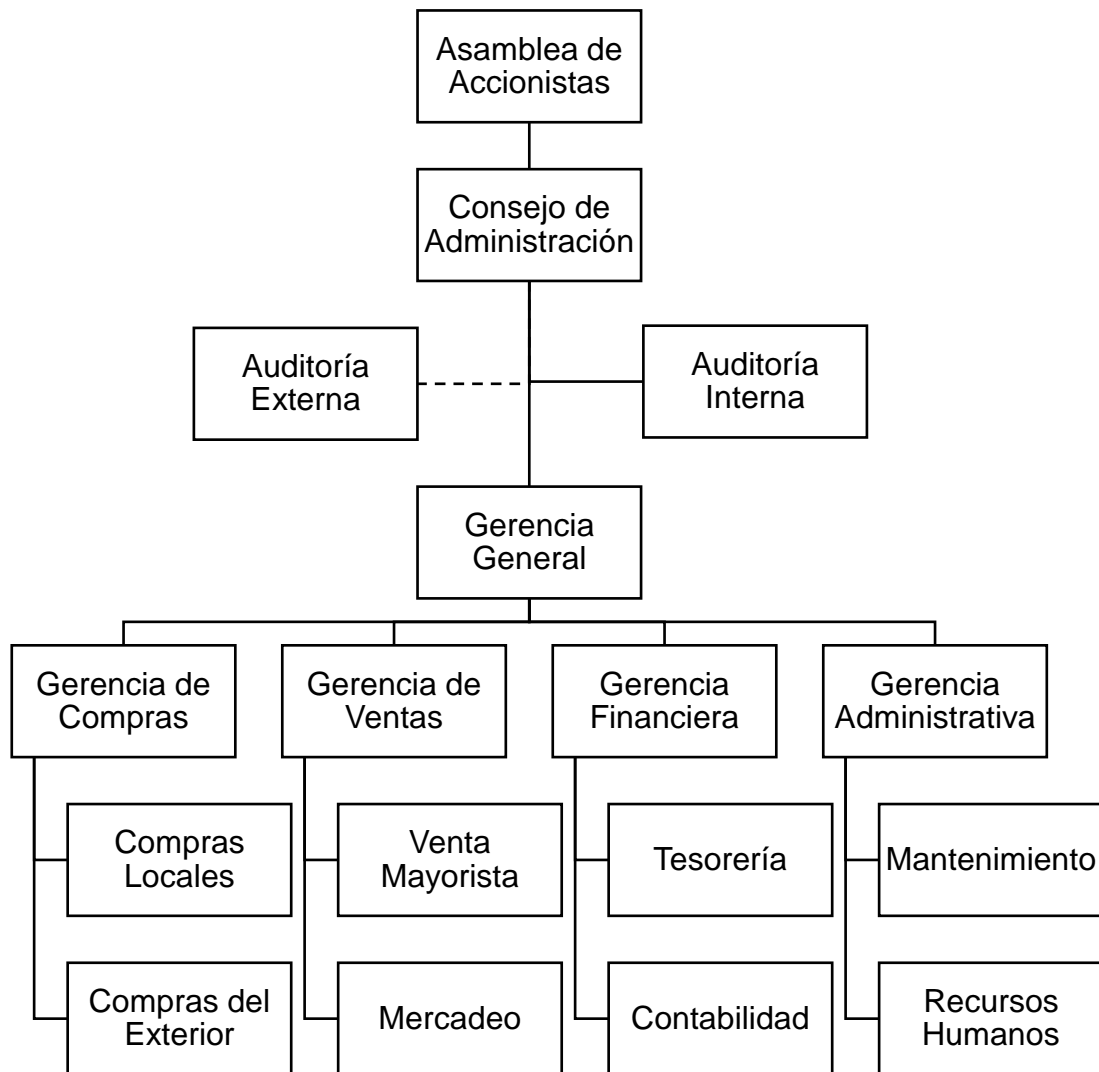 Asamblea de
Accionistas
Consejo de
Administración
Auditoría
Externa
Auditoría
Interna
Gerencia
General
Gerencia de
Compras
Gerencia de
Ventas
Gerencia
Financiera
Gerencia
Administrativa
Compras
Locales
Venta
Mayorista
Tesorería
Mantenimiento
Compras del
Exterior
Mercadeo
Contabilidad
Recursos
Humanos